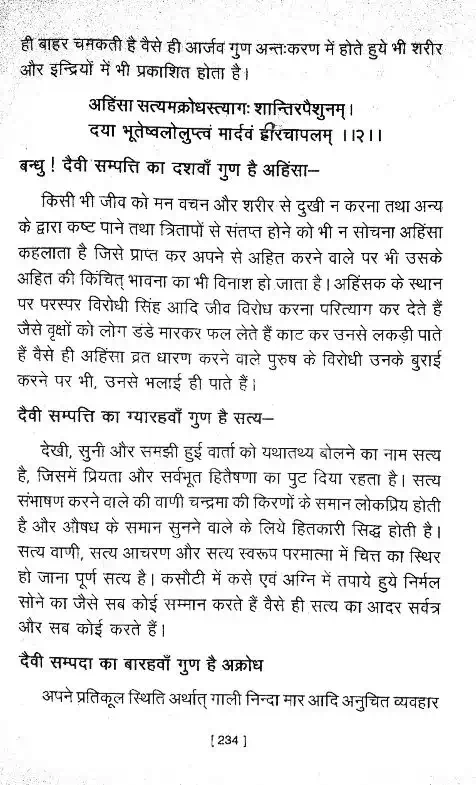 ही बाहर चमकती है वैसे ही आर्जव गुण अन्तःकरण में होते हुये भी शरीर
और इन्द्रियों में भी प्रकाशित होता है।
अहिंसा सत्यमक्रोधस्त्यागः शान्तिरपैशुनम्।
दया भूतेष्वलोलुप्त्वं मार्दवं ह्रीरचापलम् ।।२।।
बन्धु ! दैवी सम्पत्ति का दशवाँ गुण है अहिंसा–
किसी भी जीव को मन वचन और शरीर से दुखी न करना तथा अन्य
के द्वारा कष्ट पाने तथा त्रितापों से संतप्त होने को भी न सोचना अहिंसा
कहलाता है जिसे प्राप्त कर अपने से अहित करने वाले पर भी उसके
अहित की किंचित् भावना का भी विनाश हो जाता है। अहिंसक के स्थान
पर परस्पर विरोधी सिंह आदि जीव विरोध करना परित्याग कर देते हैं
जैसे वृक्षों को लोग डंडे मारकर फल लेते हैं काट कर उनसे लकड़ी पाते
हैं वैसे ही अहिंसा व्रत धारण करने वाले पुरुष के विरोधी उनके बुराई
करने पर भी, उनसे भलाई ही पाते हैं।
दैवी सम्पत्ति का ग्यारहवाँ गुण है सत्य–
देखी, सुनी और समझी हुई वार्ता को यथातथ्य बोलने का नाम सत्य
है, जिसमें प्रियता और सर्वभूत हितैषणा का पुट दिया रहता है। सत्य
संभाषण करने वाले की वाणी चन्द्रमा की किरणों के समान लोकप्रिय होती
है और औषध के समान सुनने वाले के लिये हितकारी सिद्ध होती है।
सत्य वाणी, सत्य आचरण और सत्य स्वरूप परमात्मा में चित्त का स्थिर
हो जाना पूर्ण सत्य है। कसौटी में कसे एवं अग्नि में तपाये हुये निर्मल
सोने का जैसे सब कोई सम्मान करते हैं वैसे ही सत्य का आदर सर्वत्र
और सब कोई करते हैं।
दैवी सम्पदा का बारहवाँ गुण है अक्रोध
अपने प्रतिकूल स्थिति अर्थात् गाली निन्दा मार आदि अनुचित व्यवहार
[ 234 ]